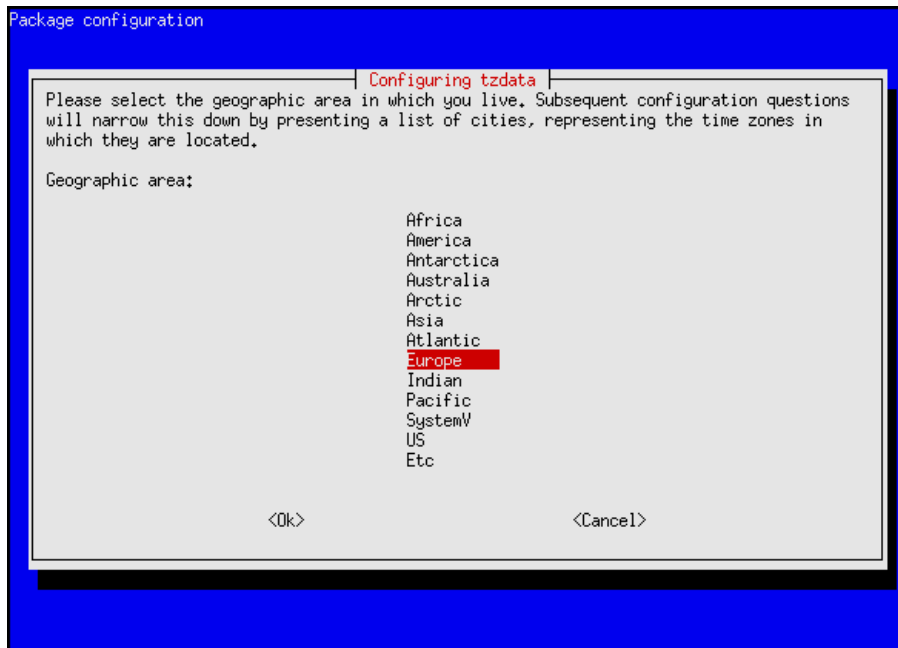 Package configuration
Configuring tzdata
Please select the geographic area in which you live. Subsequent configuration questions
will narrow this down by presenting a list of cities, representing the time zones in
which they are located.
Geographic area:
Africa
America
Antarctica
Australia
Arctic
Asia
Atlantic
Europe
Indian
Pacific
SystemV
US
Etc
<Ok> <Cancel>